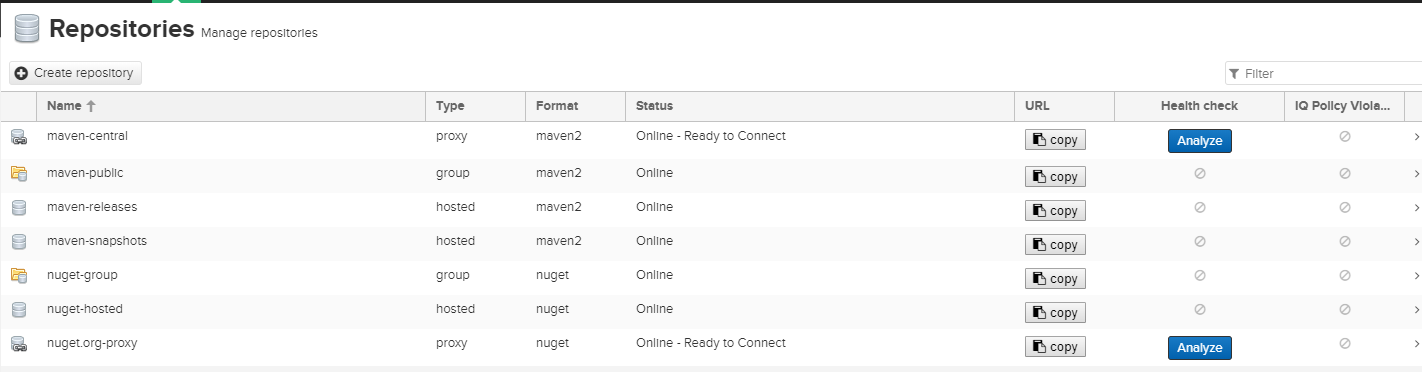 Repositories Manage repositories
Create repository
Filter
Name Type Format Status URL Health check IQ Policy Viola...
maven-central proxy maven2 Online - Ready to Connect copy Analyze
maven-public group maven2 Online copy
maven-releases hosted maven2 Online copy
maven-snapshots hosted maven2 Online copy
nuget-group group nuget Online copy
nuget-hosted hosted nuget Online copy
nuget.org-proxy proxy nuget Online - Ready to Connect copy Analyze